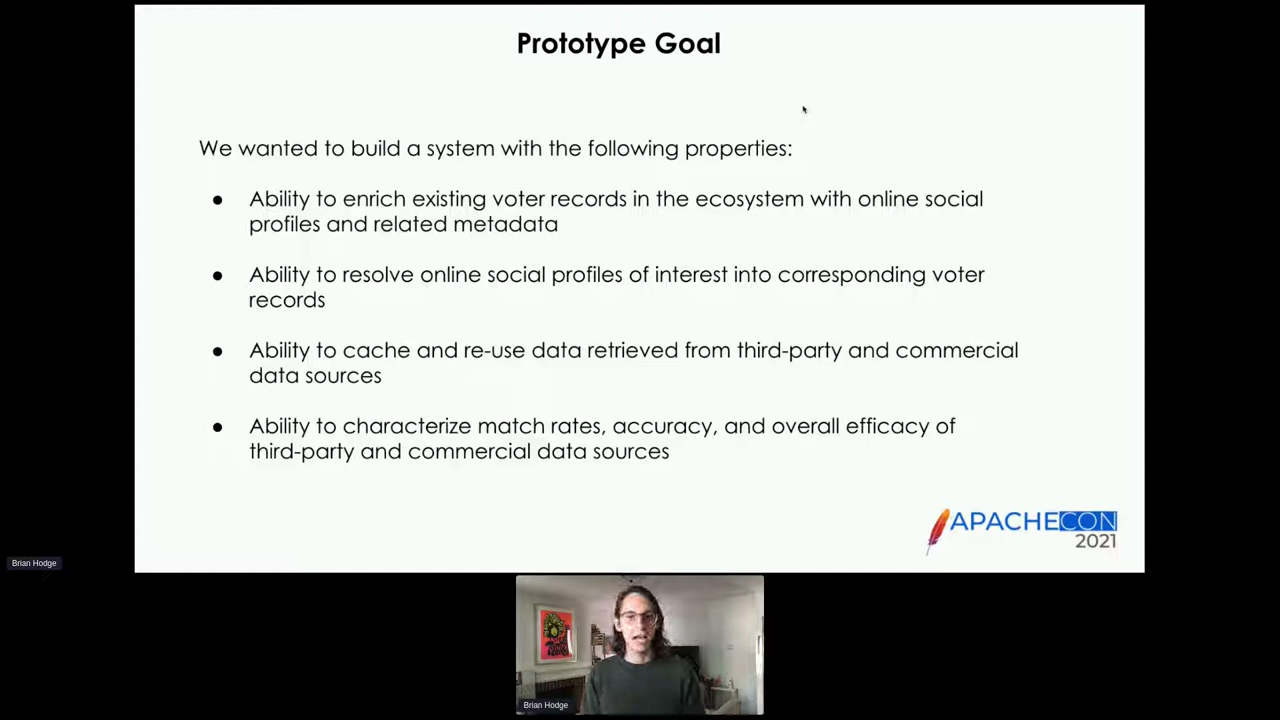 Prototype Goal
We wanted to build a system with the following properties:
● Ability to enrich existing voter records in the ecosystem with online social
profiles and related metadata
● Ability to resolve online social profiles of interest into corresponding voter
records
● Ability to cache and re-use data retrieved from third-party and commercial
data sources
● Ability to characterize match rates, accuracy, and overall efficacy of
third-party and commercial data sources
APACHECON
2021
Brian Hodge
Brian Hodge